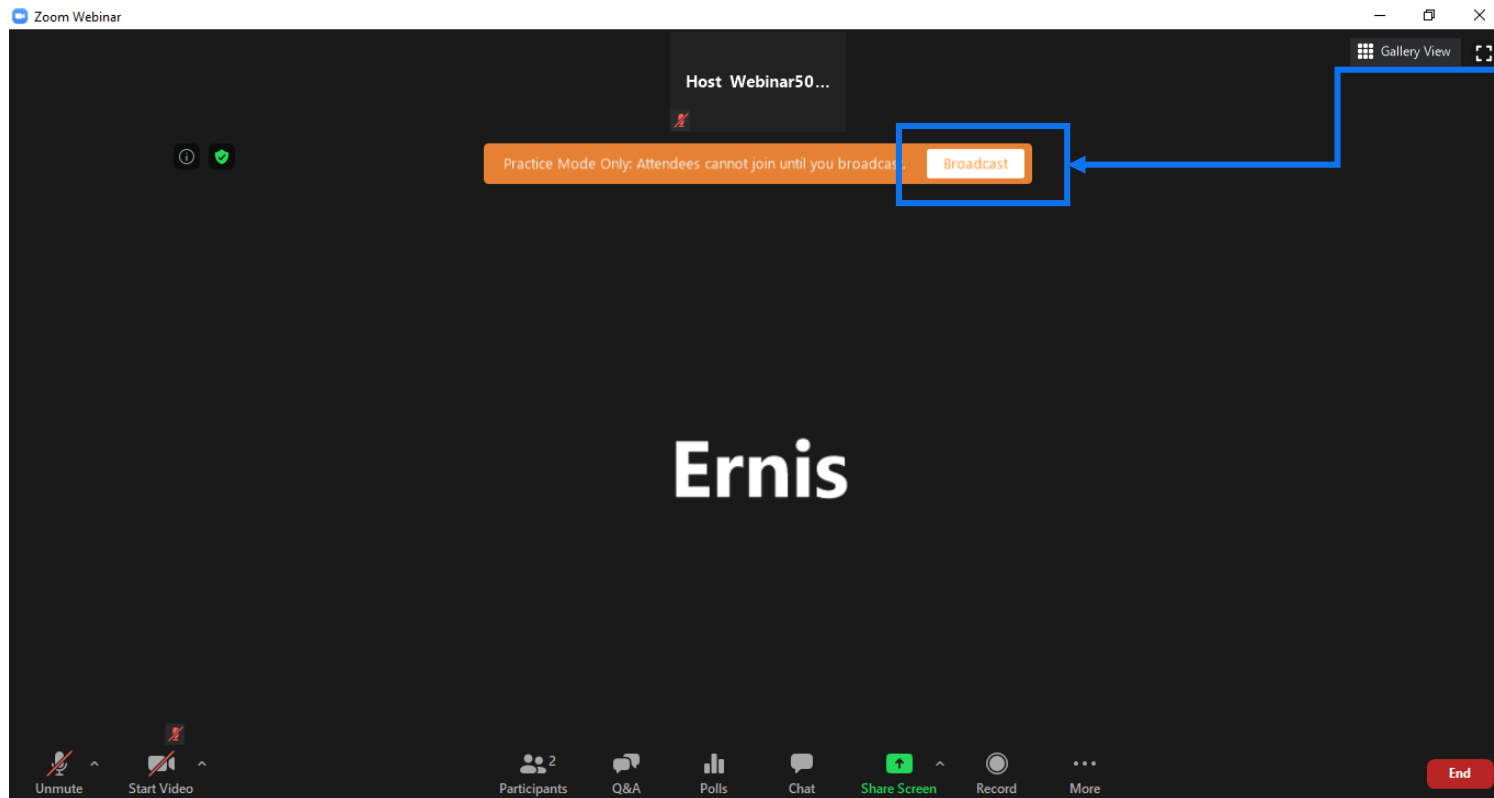 Zoom Webinar
Gallery View
Host Webinar50...
Practice Mode Only: Attendees cannot join until you broadcast.
Broadcast
Ernis
2
Unmute
Start Video
Participants
Q&A
Polls
Chat
Share Screen
Record
More
End